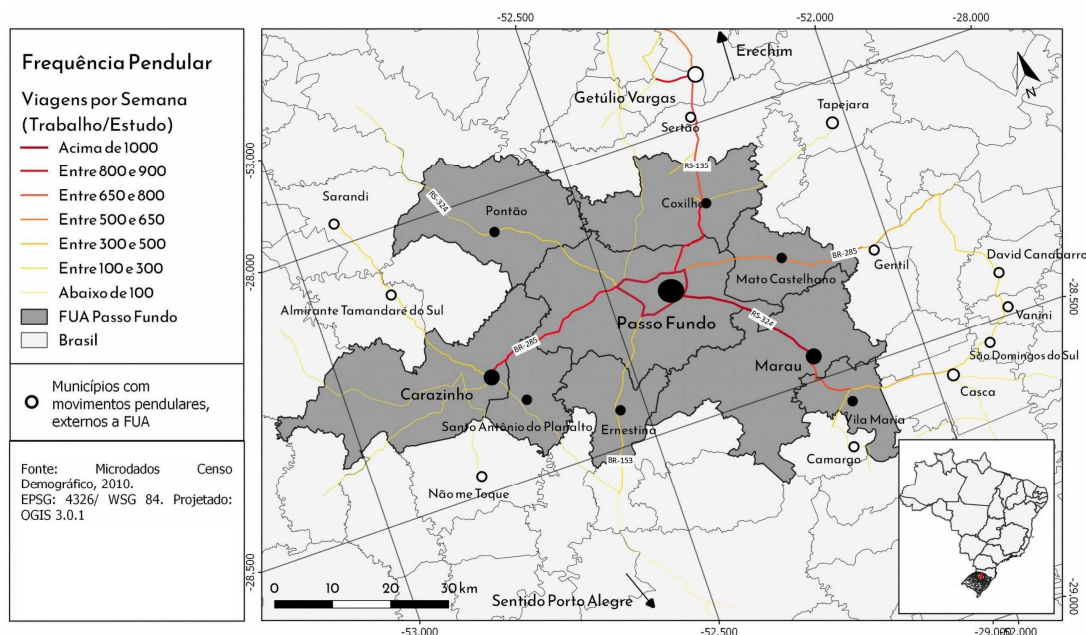 Frequência Pendular
Viagens por Semana
(Trabalho/Estudo)
Acima de 1000
Entre 800 e 900
Entre 650 e 800
Entre 500 e 650
Entre 300 e 500
Entre 100 e 300
Abaixo de 100
FUA Passo Fundo
Brasil
Municípios com
movimentos pendulares,
externos a FUA
Fonte: Microdados Censo
Demográfico, 2010.
EPSG: 4326/ WSG 84. Projetado:
QGIS 3.0.1
-52.500
-52.000
-28.000
Erechim
N
Getúlio Vargas
Tapejara
Sertão
-53.000
RS-135
Sarandi
RS-324
Coxilha
Pontão
BR-285
David Canabarro
Gentil
-28.000
Mato Castelhano
Almirante Tamandaré do Sul
-28.500
Vanini
Passo Fundo
RS-324
BR-285
São Domingos do Sul
Marau
Carazinho
Casca
Vila Maria
Santo Antônio do Planalto
Ernestina
Camargo
BR-153
Não me Toque
-28.500
0 10 20 30 km
Sentido Porto Alegre
-29.000
-53.000
-52.500
-29.000
-52.000